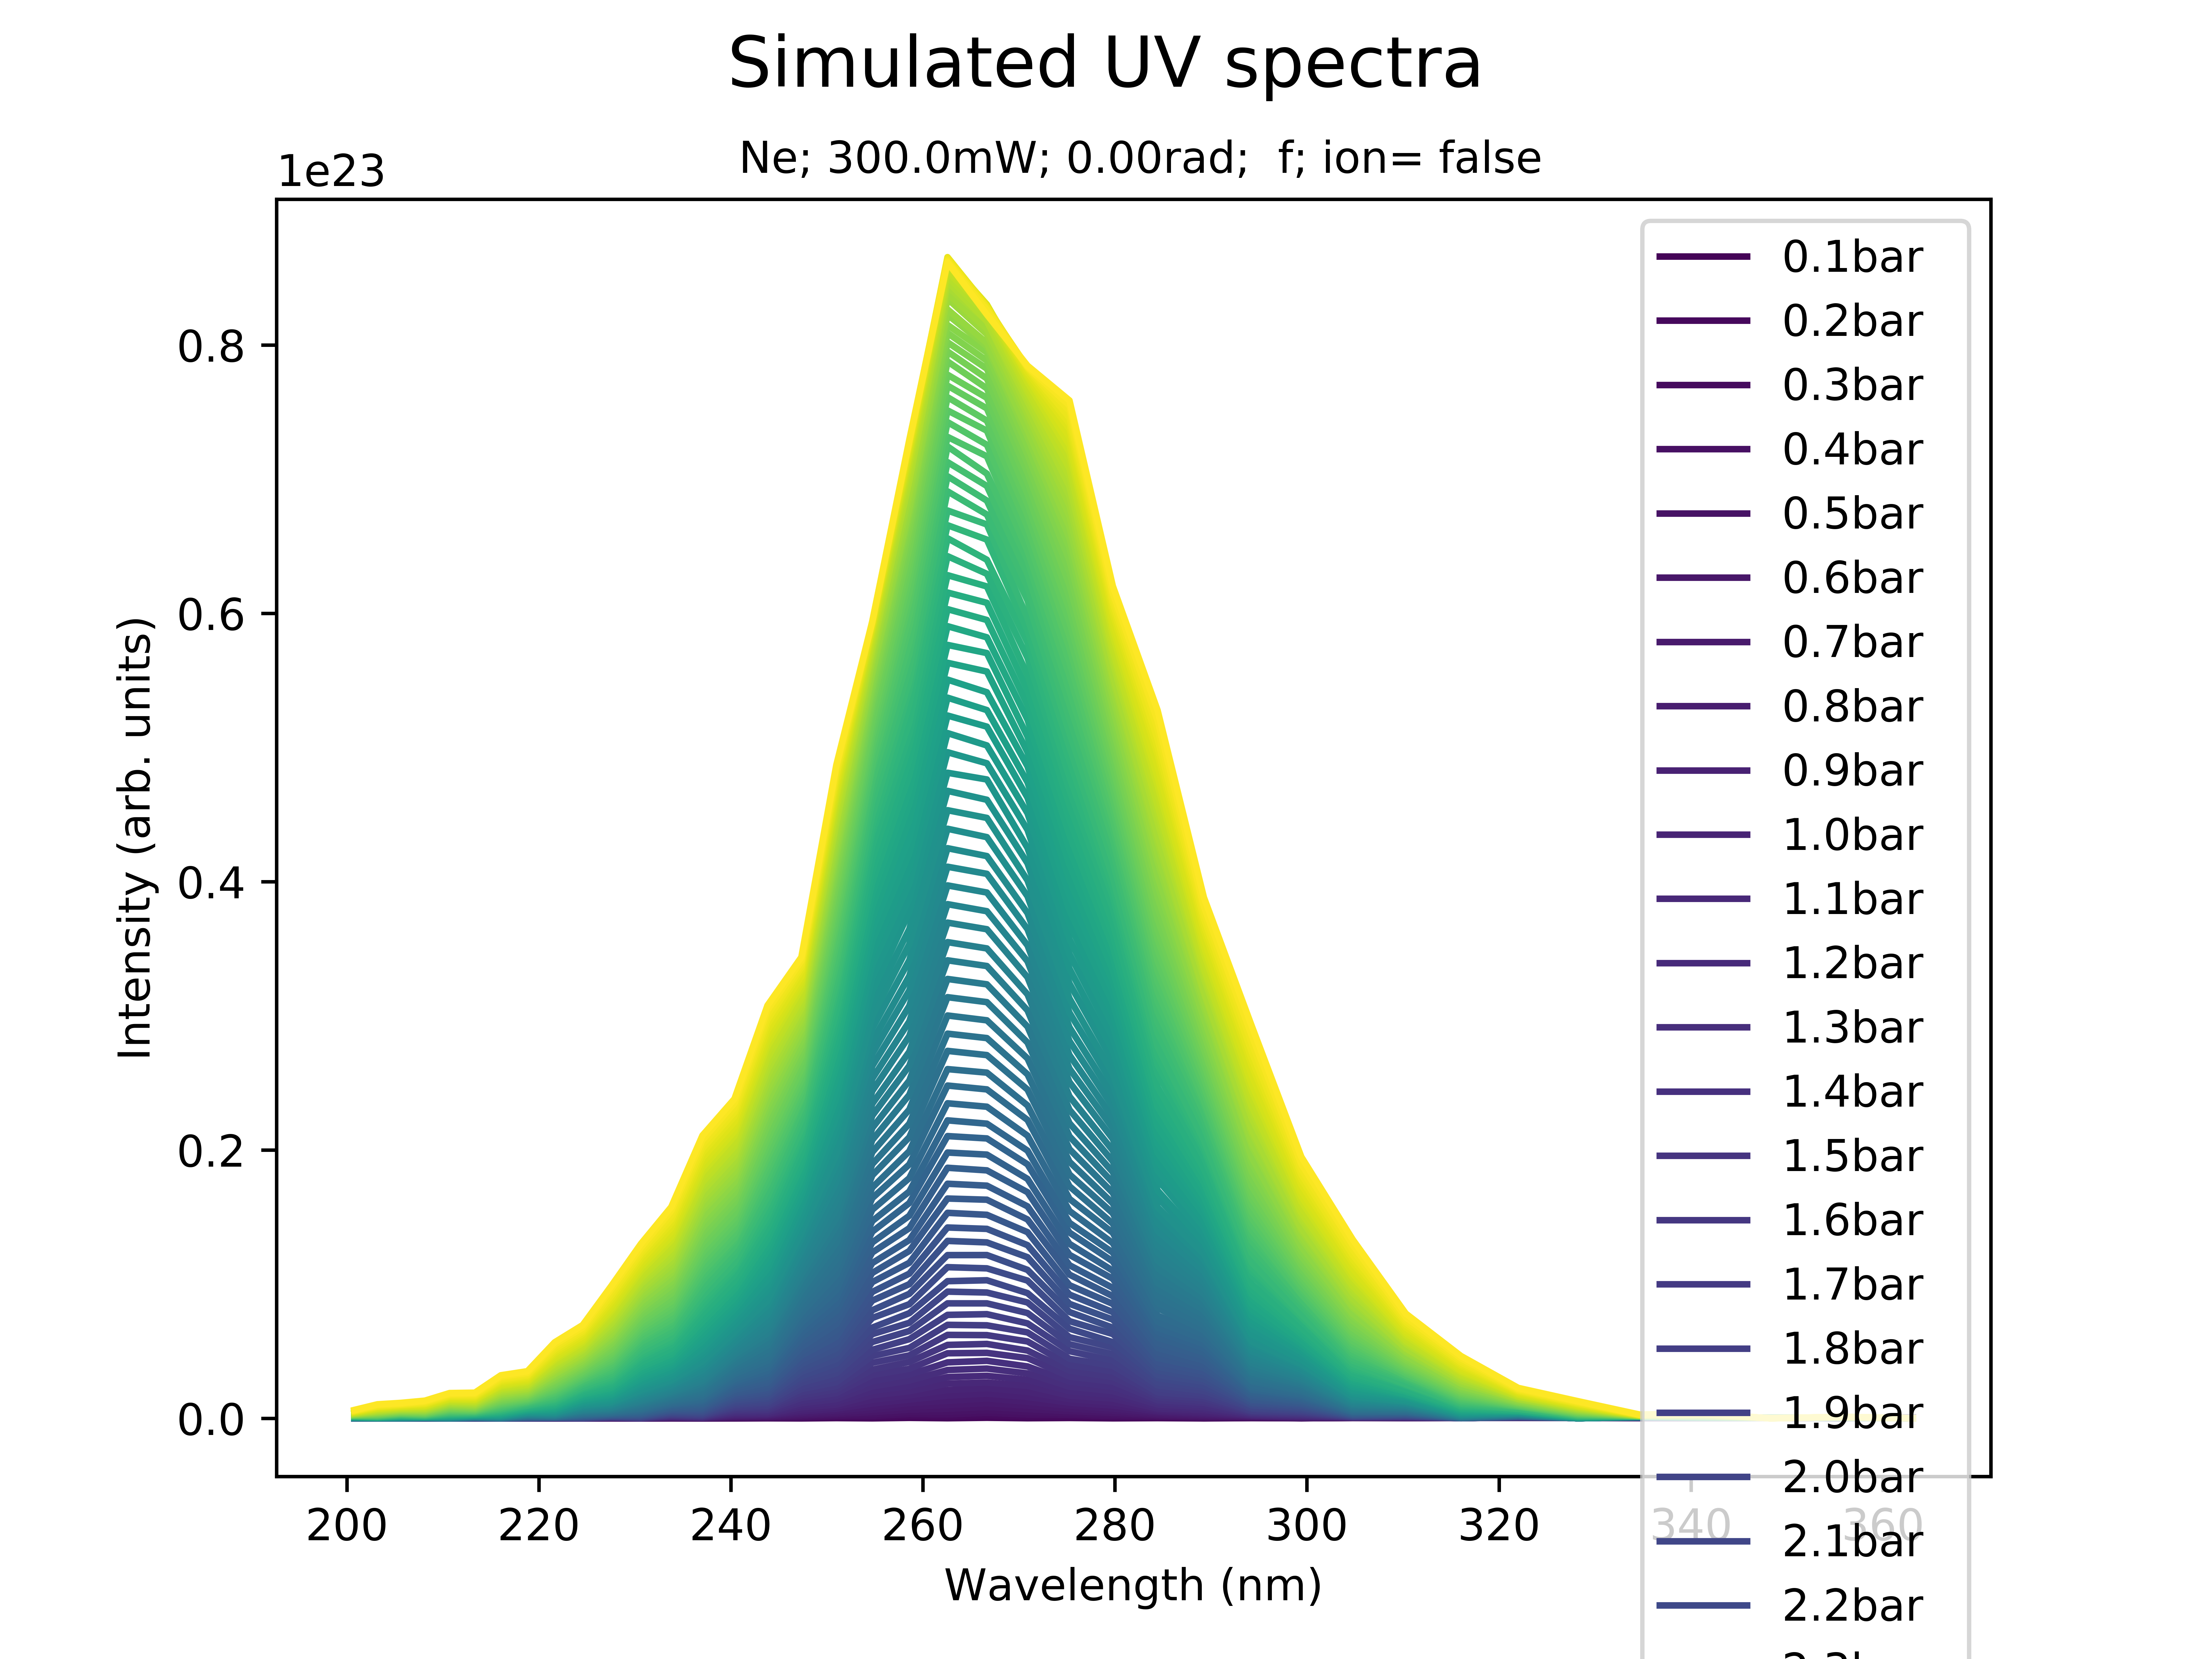 Simulated UV spectra
Ne; 300.0mW; 0.00rad;  f; ion= false
1e23
0.8
0.6
0.4
0.2
0.0
Intensity (arb. units)
200 220 240 260 280 300 320 340 360
Wavelength (nm)
0.1bar
0.2bar
0.3bar
0.4bar
0.5bar
0.6bar
0.7bar
0.8bar
0.9bar
1.0bar
1.1bar
1.2bar
1.3bar
1.4bar
1.5bar
1.6bar
1.7bar
1.8bar
1.9bar
2.0bar
2.1bar
2.2bar